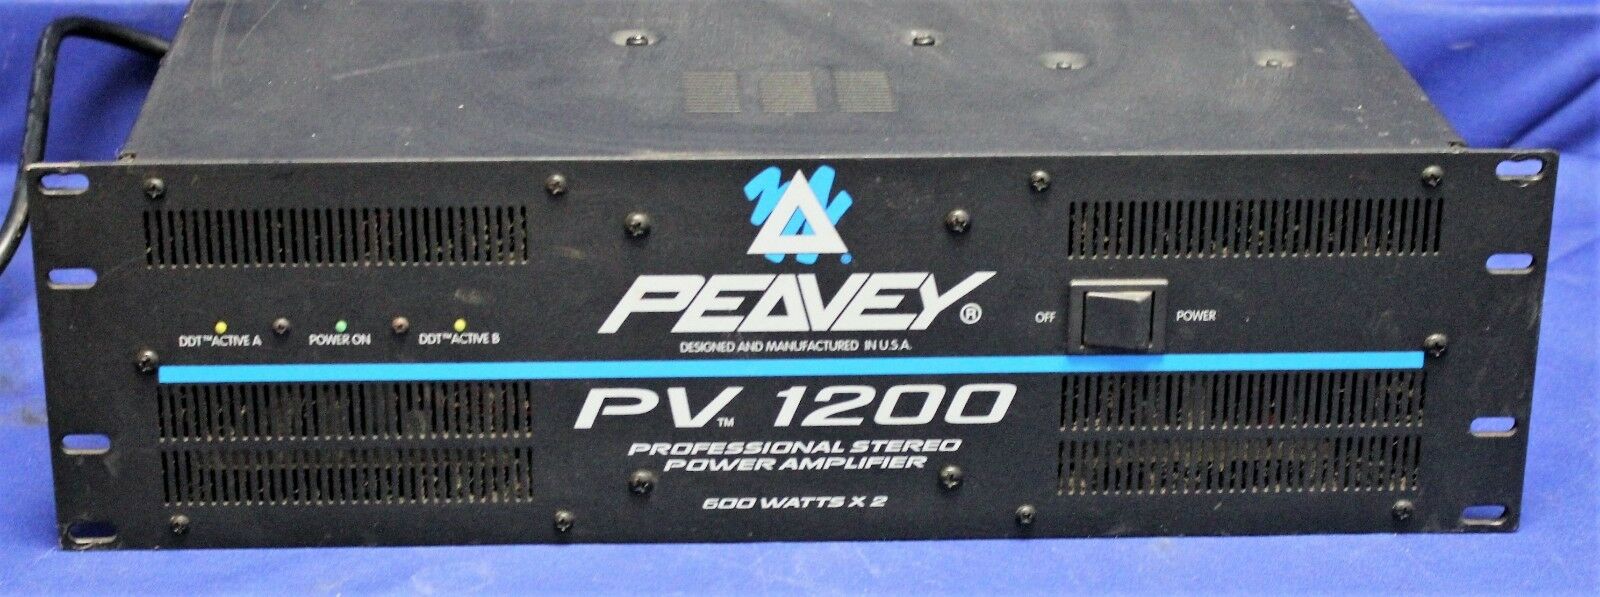 PEAVEY®
DESIGNED AND MANUFACTURED IN U.S.A.
DDT™ ACTIVE A
POWER ON
DDT™ ACTIVE B
OFF
POWER
PV™ 1200
PROFESSIONAL STEREO
POWER AMPLIFIER
600 WATTS X 2